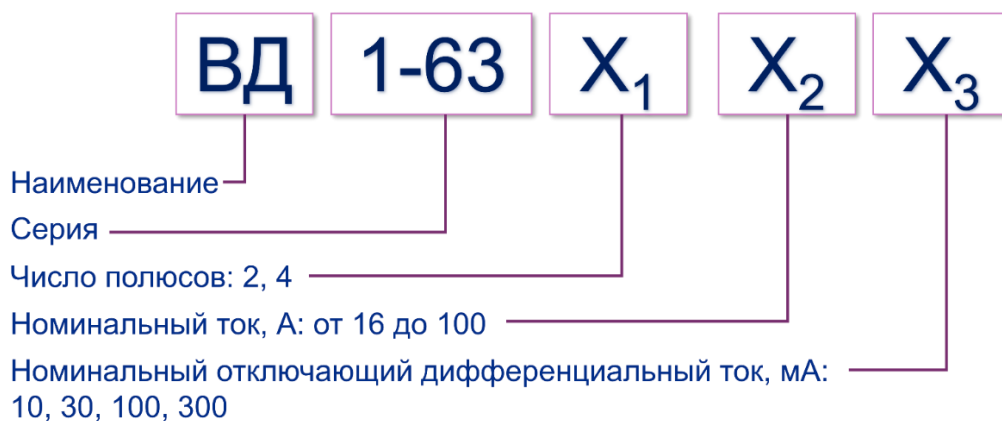 ВД 1-63 X₁ X₂ X₃
Наименование
Серия
Число полюсов: 2, 4
Номинальный ток, А: от 16 до 100
Номинальный отключающий дифференциальный ток, мА:
10, 30, 100, 300